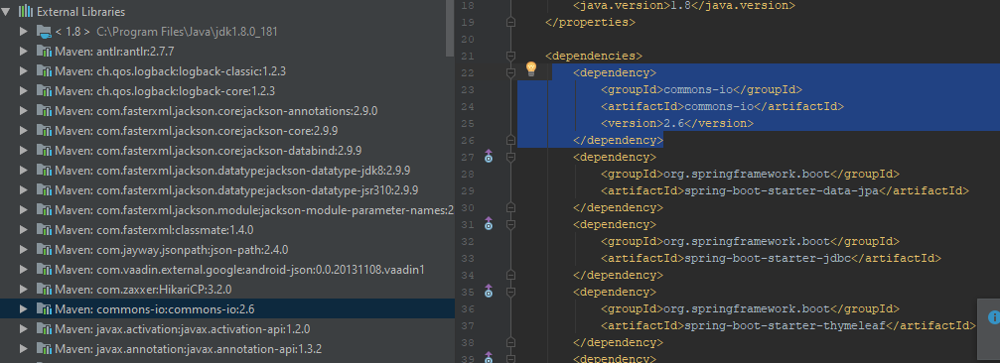 External Libraries
< 1.8 > C:\Program Files\Java\jdk1.8.0_181
Maven: antlr:antlr:2.7.7
Maven: ch.qos.logback:logback-classic:1.2.3
Maven: ch.qos.logback:logback-core:1.2.3
Maven: com.fasterxml.jackson.core:jackson-annotations:2.9.0
Maven: com.fasterxml.jackson.core:jackson-core:2.9.9
Maven: com.fasterxml.jackson.core:jackson-databind:2.9.9
Maven: com.fasterxml.jackson.datatype:jackson-datatype-jdk8:2.9.9
Maven: com.fasterxml.jackson.datatype:jackson-datatype-jsr310:2.9.9
Maven: com.fasterxml.jackson.module:jackson-module-parameter-names:2
Maven: com.fasterxml:classmate:1.4.0
Maven: com.jayway.jsonpath:json-path:2.4.0
Maven: com.vaadin.external.google:android-json:0.0.20131108.vaadin1
Maven: com.zaxxer:HikariCP:3.2.0
Maven: commons-io:commons-io:2.6
Maven: javax.activation:javax.activation-api:1.2.0
Maven: javax.annotation:javax.annotation-api:1.3.2
18 <java.version>1.8</java.version>
19 </properties>
20
21 <dependencies>
22 <dependency>
23 <groupId>commons-io</groupId>
24 <artifactId>commons-io</artifactId>
25 <version>2.6</version>
26 </dependency>
27 <dependency>
28 <groupId>org.springframework.boot</groupId>
29 <artifactId>spring-boot-starter-data-jpa</artifactId>
30 </dependency>
31 <dependency>
32 <groupId>org.springframework.boot</groupId>
33 <artifactId>spring-boot-starter-jdbc</artifactId>
34 </dependency>
35 <dependency>
36 <groupId>org.springframework.boot</groupId>
37 <artifactId>spring-boot-starter-thymeleaf</artifactId>
38 </dependency>
39 <dependency>